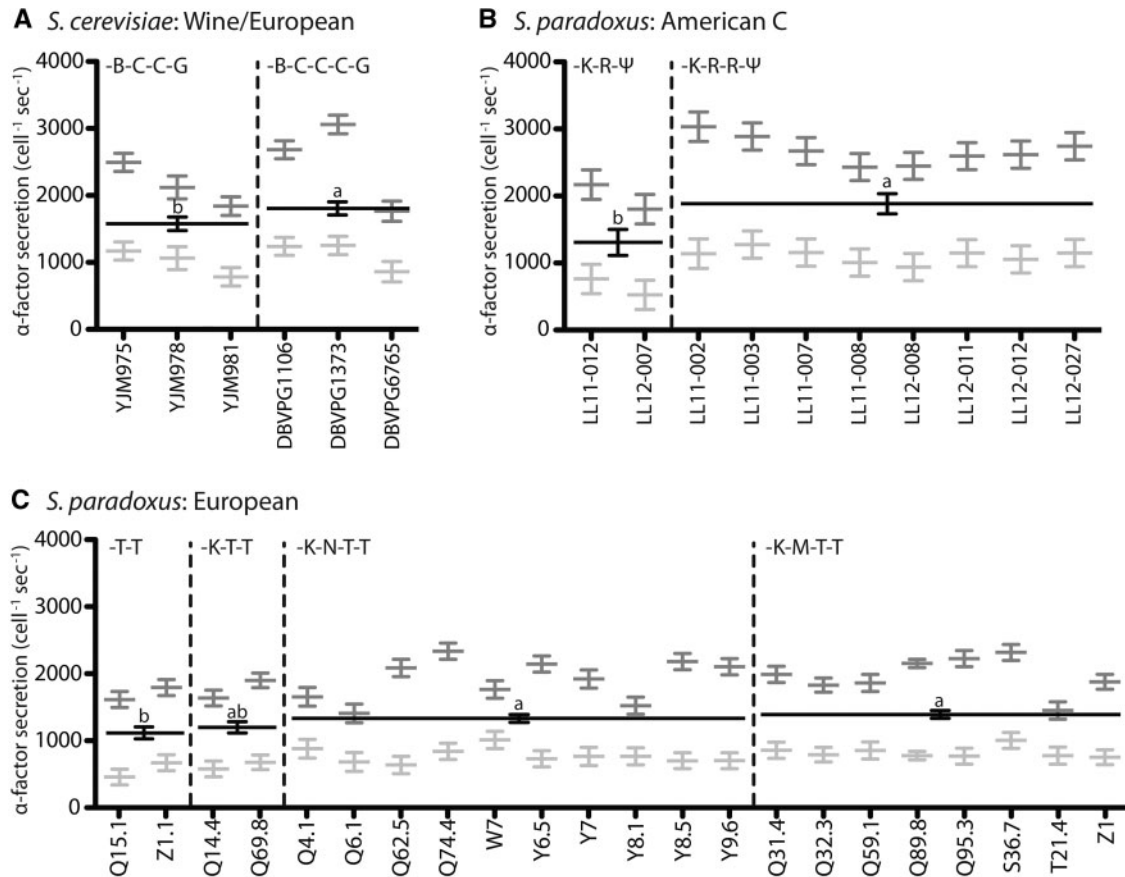 A S. cerevisiae: Wine/European
α-factor secretion (cell⁻¹ sec⁻¹)
4000
3000
2000
1000
0
-B-C-C-G
-B-C-C-C-G
b
a
YJM975
YJM978
YJM981
DBVPG1106
DBVPG1373
DBVPG6765
B S. paradoxus: American C
α-factor secretion (cell⁻¹ sec⁻¹)
4000
3000
2000
1000
0
-K-R-Ψ
-K-R-R-Ψ
b
a
LL11-012
LL12-007
LL11-002
LL11-003
LL11-007
LL11-008
LL12-008
LL12-011
LL12-012
LL12-027
C S. paradoxus: European
α-factor secretion (cell⁻¹ sec⁻¹)
4000
3000
2000
1000
0
-T-T
-K-T-T
-K-N-T-T
-K-M-T-T
b
ab
a
a
Q15.1
Z1.1
Q14.4
Q69.8
Q4.1
Q6.1
Q62.5
Q74.4
W7
Y6.5
Y7
Y8.1
Y8.5
Y9.6
Q31.4
Q32.3
Q59.1
Q89.8
Q95.3
S36.7
T21.4
Z1